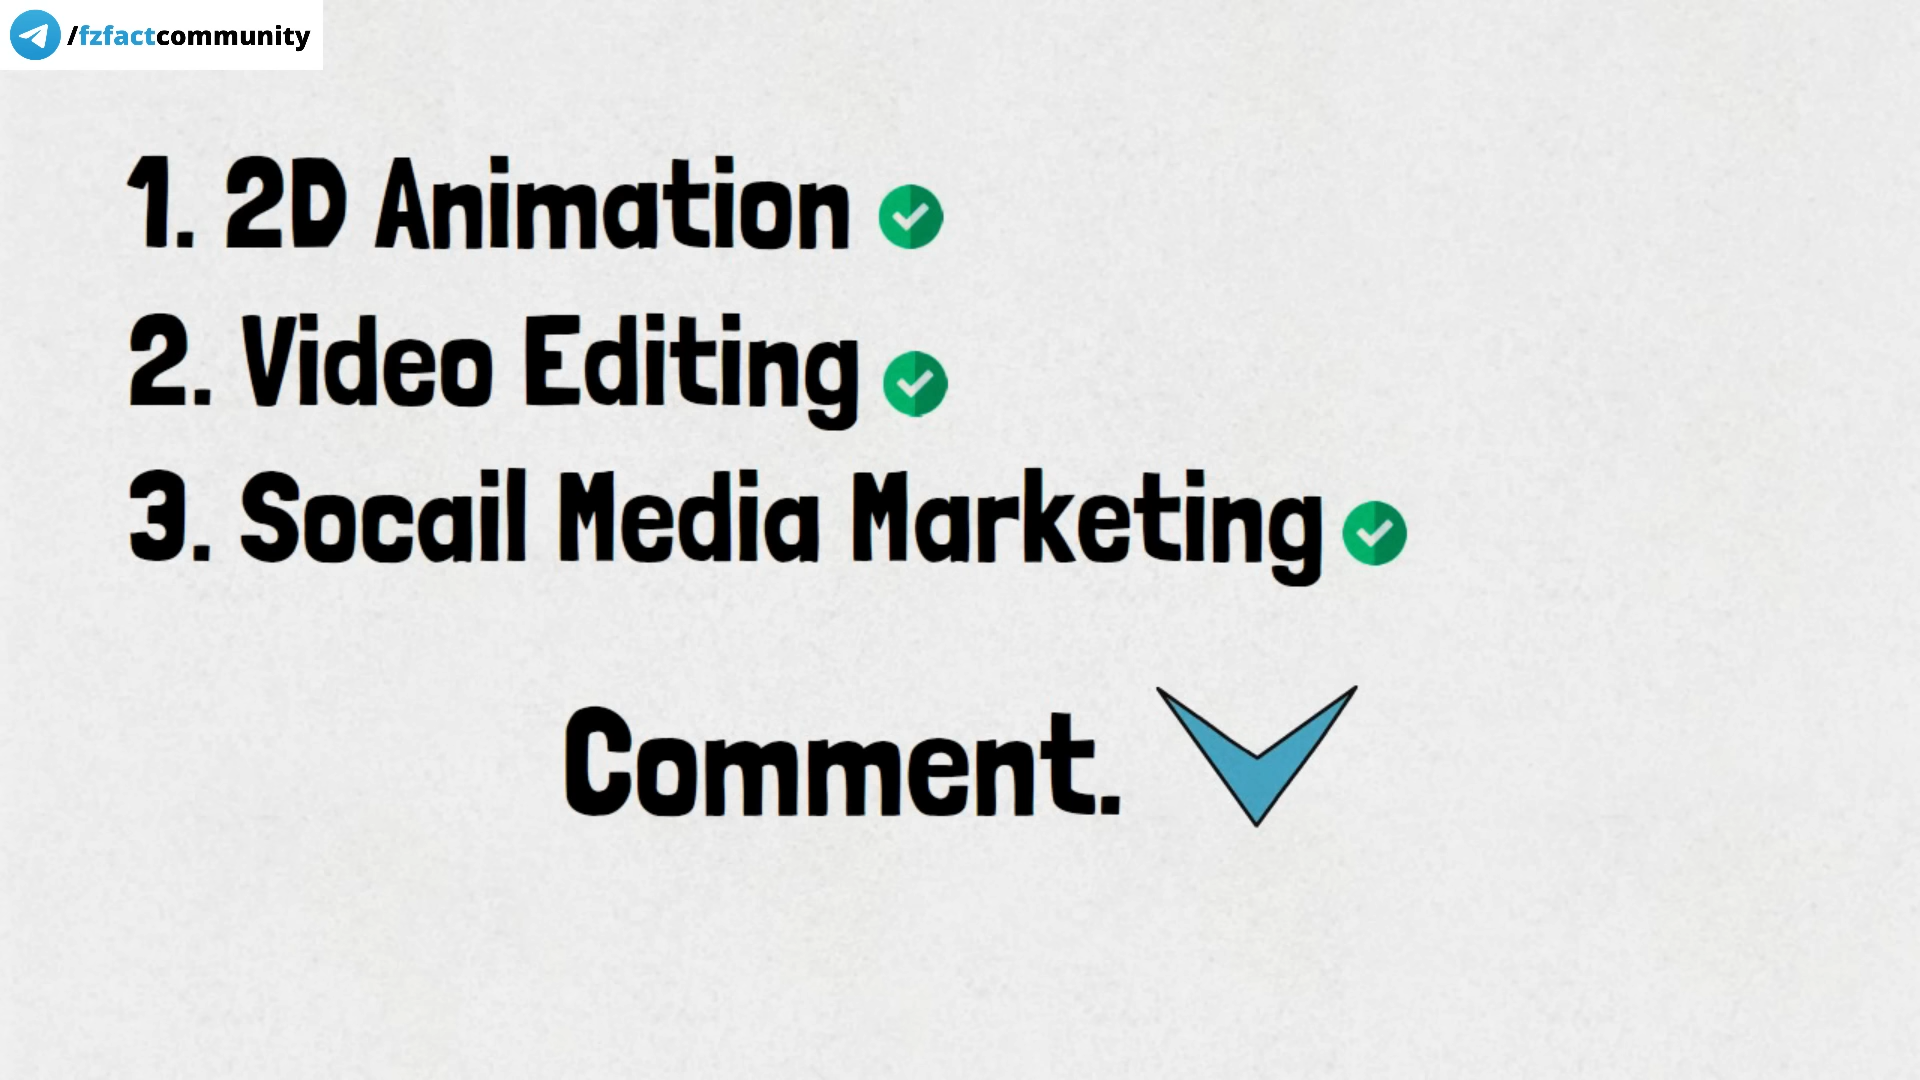 /fzfactcommunity
1. 2D Animation
2. Video Editing
3. Socail Media Marketing
Comment.